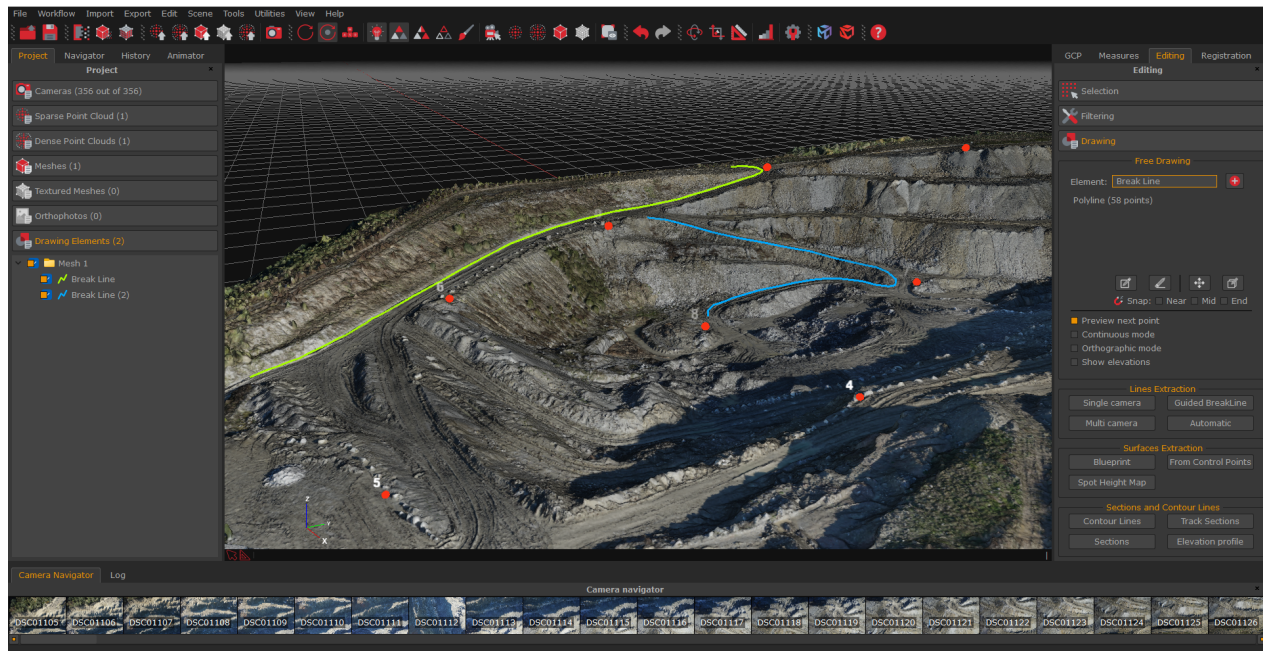 File Workflow Import Export Edit Scene Tools Utilities View Help
Project Navigator History Animator
Project
Cameras (356 out of 356)
Sparse Point Cloud (1)
Dense Point Clouds (1)
Meshes (1)
Textured Meshes (0)
Orthophotos (0)
Drawing Elements (2)
Mesh 1
Break Line
Break Line (2)
6
8
4
5
z
Y
X
GCP Measures Editing Registration
Editing
Selection
Filtering
Drawing
Free Drawing
Element: Break Line
Polyline (58 points)
Snap: Near Mid End
Preview next point
Continuous mode
Orthographic mode
Show elevations
Lines Extraction
Single camera Guided BreakLine
Multi camera Automatic
Surfaces Extraction
Blueprint From Control Points
Spot Height Map
Sections and Contour Lines
Contour Lines Track Sections
Sections Elevation profile
Camera Navigator Log
Camera navigator
DSC01105 DSC01106 DSC01107 DSC01108 DSC01109 DSC01110 DSC01111 DSC01112 DSC01113 DSC01114 DSC01115 DSC01116 DSC01117 DSC01118 DSC01119 DSC01120 DSC01121 DSC01122 DSC01123 DSC01124 DSC01125 DSC01126